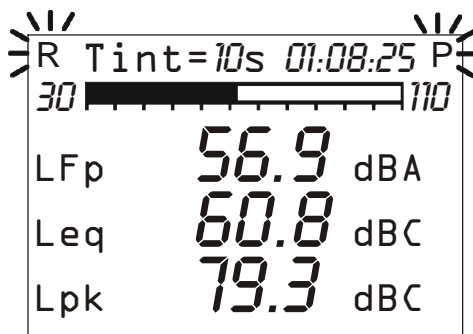 R Tint=10s 01:08:25 P
30 110
LFp 56.9 dBA
Leq 60.8 dBC
Lpk 79.3 dBC